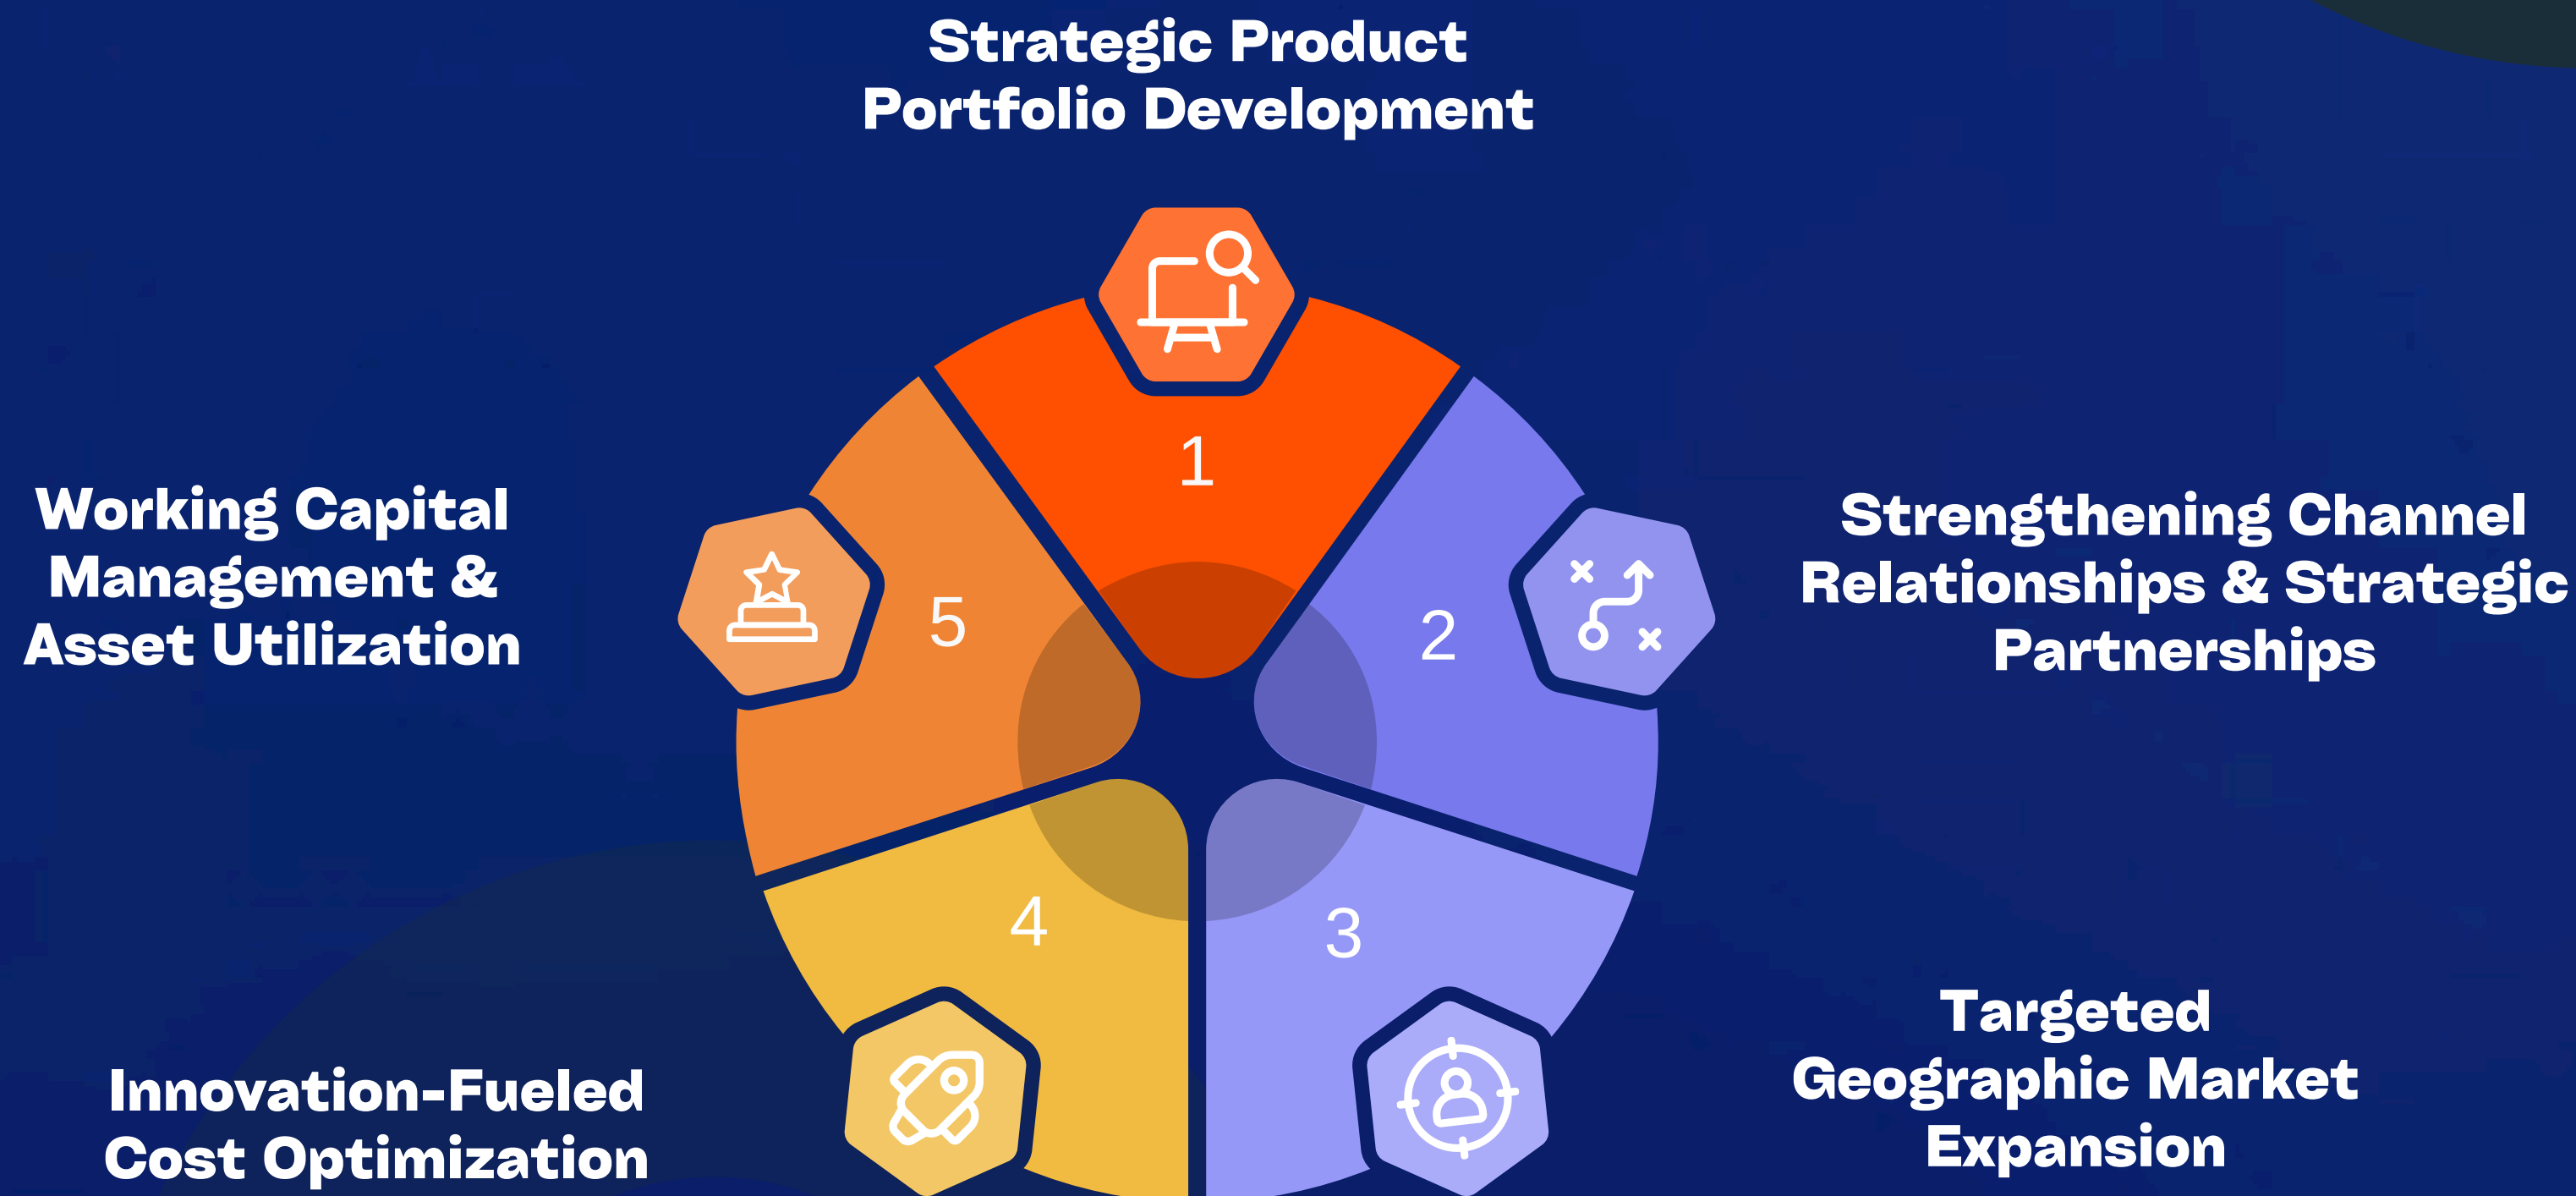 Strategic Product
Portfolio Development
1
Strengthening Channel
Relationships & Strategic
Partnerships
2
Targeted
Geographic Market
Expansion
3
Innovation-Fueled
Cost Optimization
4
Working Capital
Management &
Asset Utilization
5